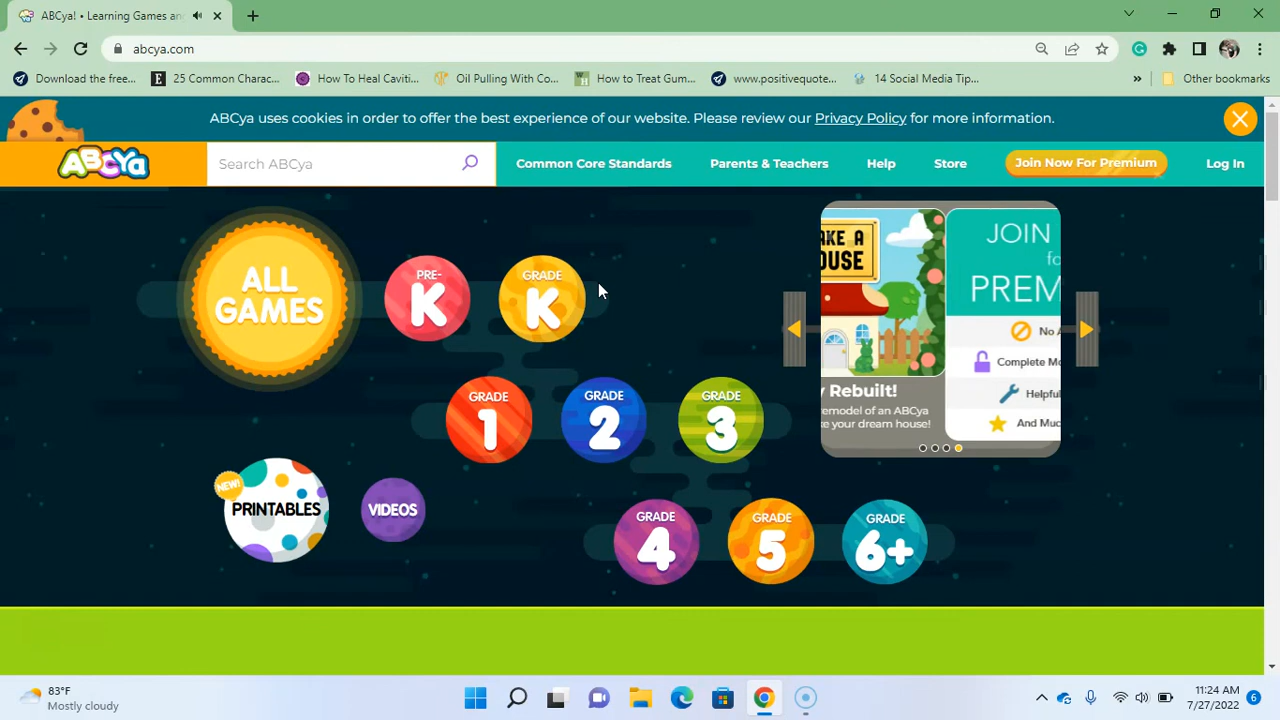 ABCya! • Learning Games an
abcya.com
Download the free...
25 Common Charac...
How To Heal Caviti...
Oil Pulling With Co...
How to Treat Gum...
www.positivequote...
14 Social Media Tip...
»
Other bookmarks
ABCya uses cookies in order to offer the best experience of our website. Please review our Privacy Policy for more information.
ABCya
Search ABCya
Common Core Standards
Parents & Teachers
Help
Store
Join Now For Premium
Log In
ALL
GAMES
PRE-
K
GRADE
K
GRADE
1
GRADE
2
GRADE
3
GRADE
4
GRADE
5
GRADE
6+
NEW!
PRINTABLES
VIDEOS
AKE A
OUSE
y Rebuilt!
remodel of an ABCya
ke your dream house!
JOIN
fo
PREM
No A
Complete Mo
Helpful
And Muc
83°F
Mostly cloudy
11:24 AM
7/27/2022
6